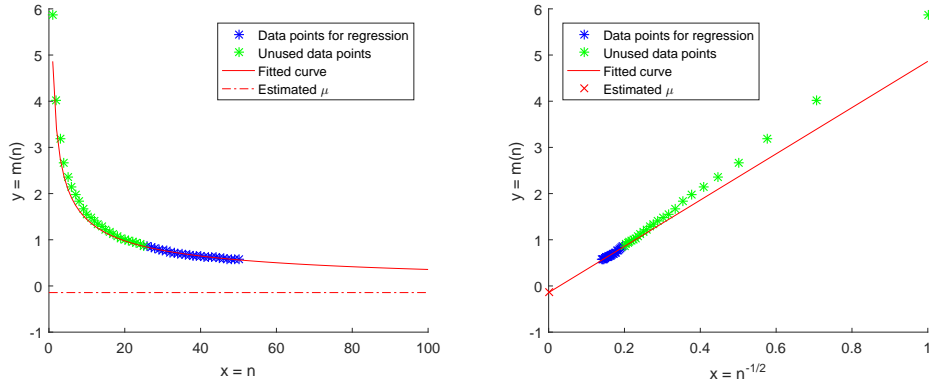 6
5
4
3
2
1
0
-1
y = m(n)
0
20
40
60
80
100
x = n
Data points for regression
Unused data points
Fitted curve
Estimated μ
6
5
4
3
2
1
0
-1
y = m(n)
0
0.2
0.4
0.6
0.8
1
x = n^{-1/2}
Data points for regression
Unused data points
Fitted curve
Estimated μ